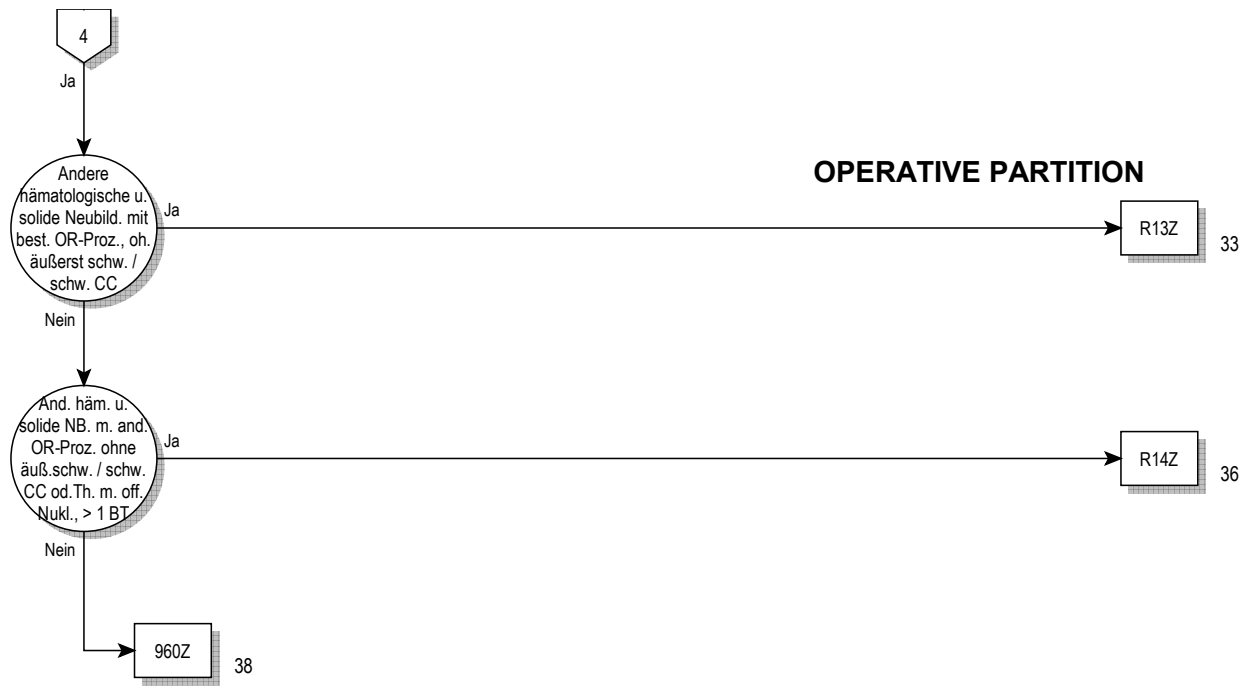 4
Ja
OPERATIVE PARTITION
Andere
hämatologische u.
solide Neubild. mit
best. OR-Proz., oh.
äußerst schw. /
schw. CC
Ja
R13Z
33
Nein
And. häm. u.
solide NB. m. and.
OR-Proz. ohne
äuß.schw. / schw.
CC od.Th. m. off.
Nukl., > 1 BT
Ja
R14Z
36
Nein
960Z
38